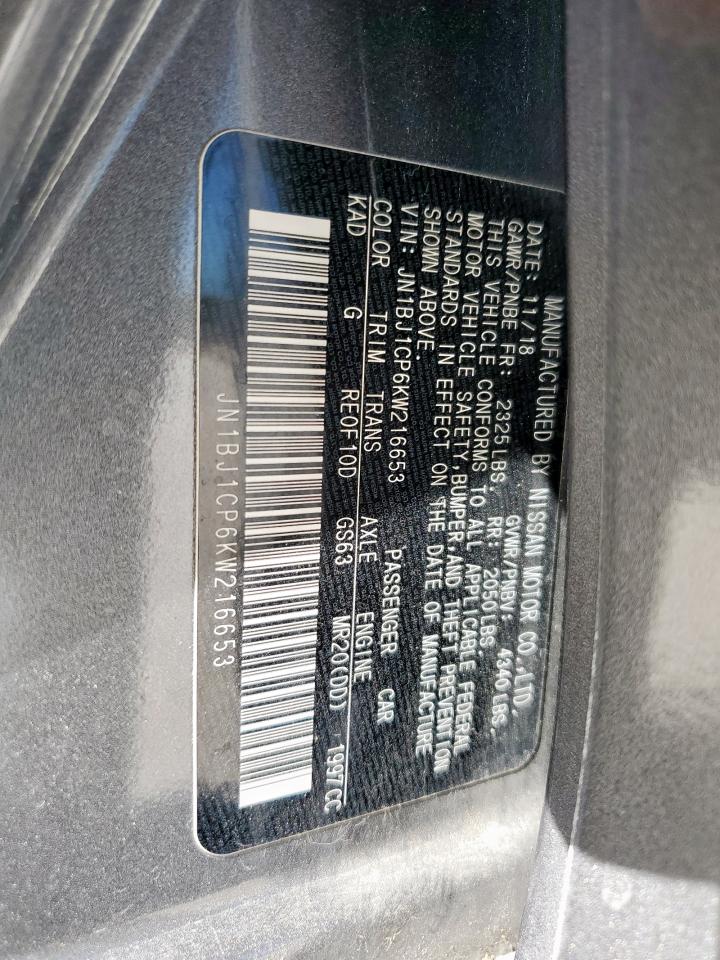 MANUFACTURED BY NISSAN MOTOR CO.,LTD.
DATE: 11/18 GVWR/PNBV: 4340 LBS.
GAWR/PNBE FR: 2325 LBS. RR: 2050 LBS.
THIS VEHICLE CONFORMS TO ALL APPLICABLE FEDERAL
MOTOR VEHICLE SAFETY, BUMPER, AND THEFT PREVENTION
STANDARDS IN EFFECT ON THE DATE OF MANUFACTURE
SHOWN ABOVE.
VIN: JN1BJ1CP6KW216653 PASSENGER CAR
COLOR TRIM TRANS AXLE ENGINE
KAD G RE0F10D GS63 MR20(DD) 1997CC
JN1BJ1CP6KW216653